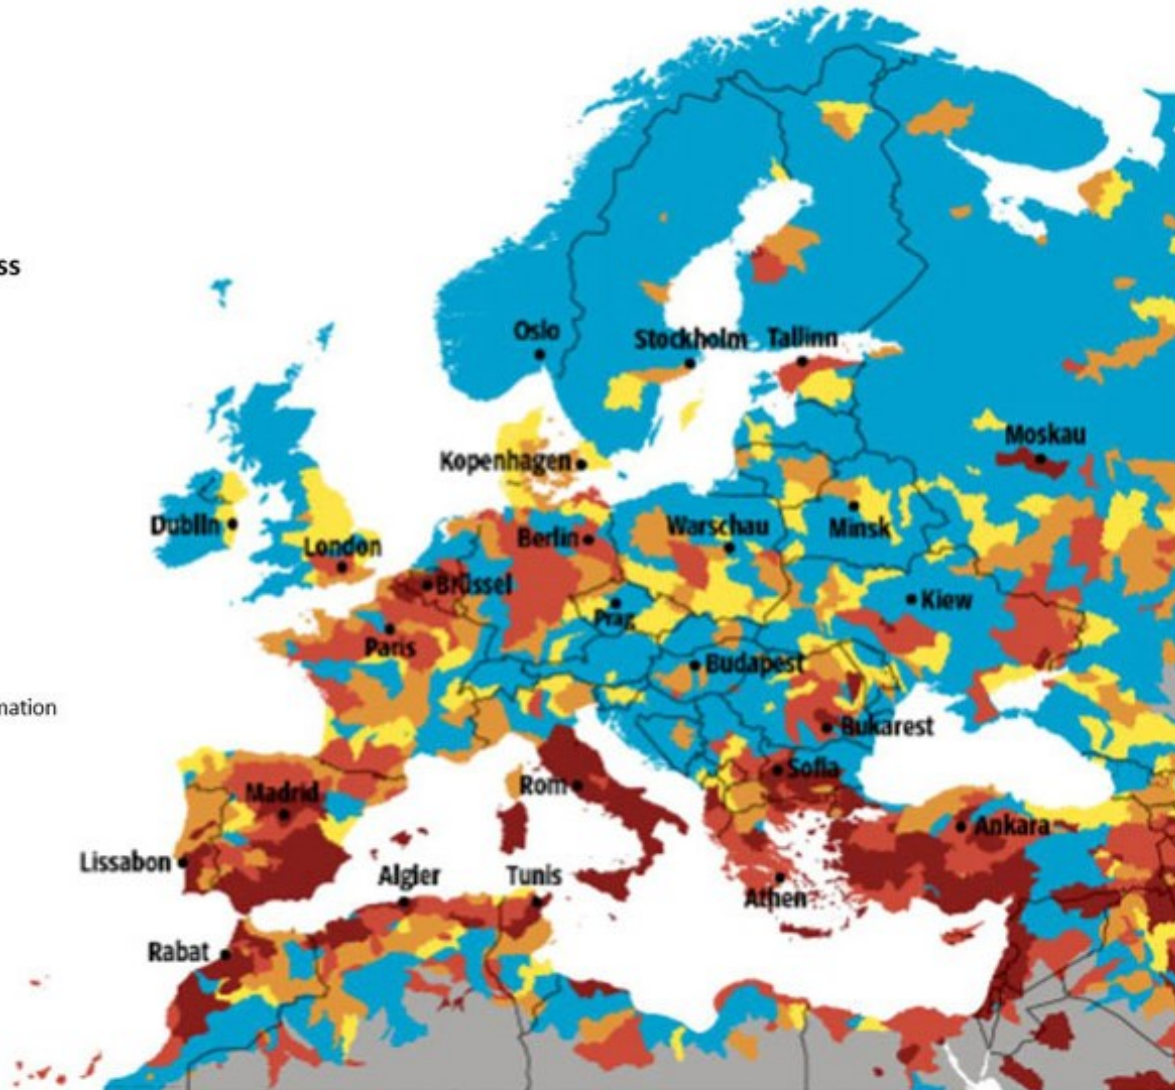 ss
Oslo
Stockholm
Tallinn
Moskau
Kopenhagen
Dublin
London
Berlin
Warschau
Minsk
Brüssel
Kiew
Prag
Paris
Budapest
Bukarest
Sofia
Rom
Madrid
mation
Ankara
Lissabon
Algier
Tunis
Athen
Rabat